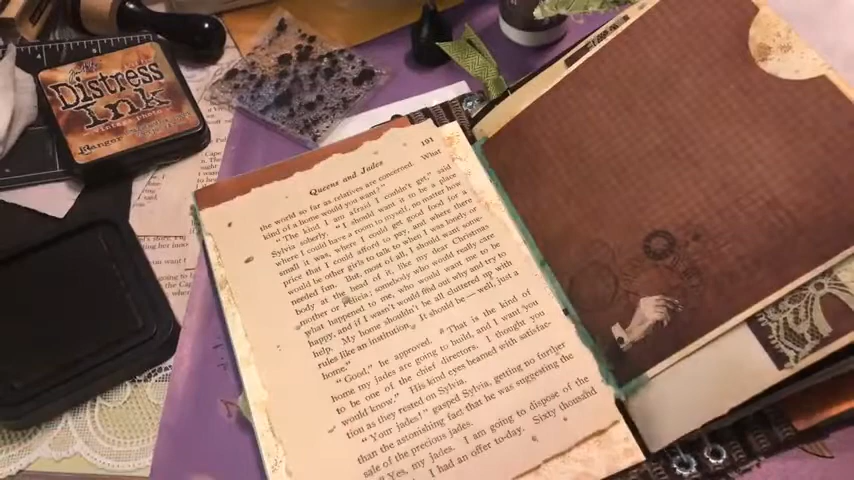 Distress
Ink
Ranger
191
Queens and Jades
the world so far as relatives are concerned. What
kind of a home would you want?"
"The kind I am afraid I couldn't get," said
Sylvia soberly. "I should want it to be a place
where I could have a room to myself, no matter how
small it was, where I could get good food for a
price that I could afford to pay, and where there
would be other girls to talk to when I was lonely or
needed fun. But, most of all, I should want some-
body at the head of it, like my dear Christmas
mother or Felicia; somebody who would really care
what happened to me, who would want me to be
happy, and if I wasn't would find out why and try to
help. My home shouldn't be all cluttered up with
rules like an institution. It should be—well, just a
home."
"Good," he approved. "That is the kind of
home my jades are going to build, and I want you
to be one of the chief directors. I thought you
would know." His kind eyes beamed with satisfac-
tion as they rested on Sylvia.
"Your jades!" gasped Sylvia, getting no further
than the astonishing fact that he was suggesting the
sale of the precious jades.
"Yes, my jades. I am going to dispose of
I had an offer to-day. Sixty thousand